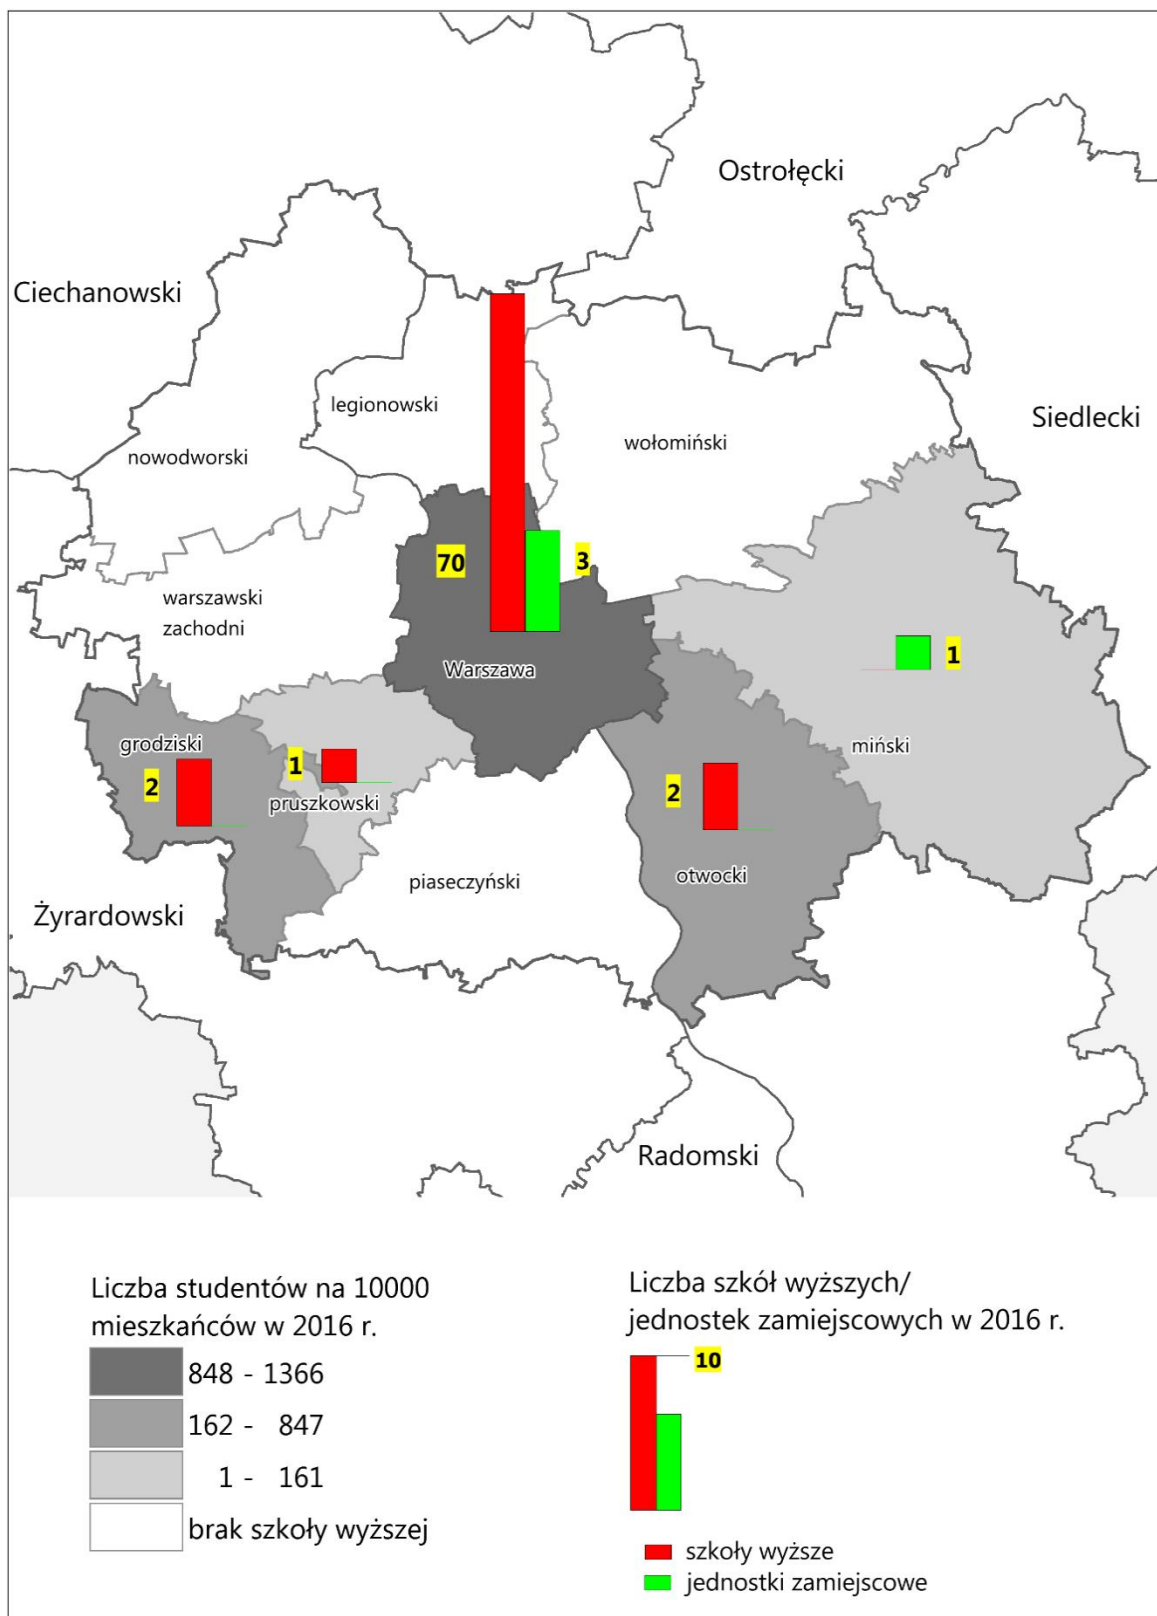 Ostrołęcki
Ciechanowski
legionowski
Siedlecki
wołomiński
nowodworski
70
3
warszawski
zachodni
1
Warszawa
grodziski
miński
1
2
2
pruszkowski
otwocki
piaseczyński
Żyrardowski
Radomski
Liczba studentów na 10000
mieszkańców w 2016 r.
848 - 1366
162 - 847
1 - 161
brak szkoły wyższej
Liczba szkół wyższych/
jednostek zamiejscowych w 2016 r.
10
szkoły wyższe
jednostki zamiejscowe